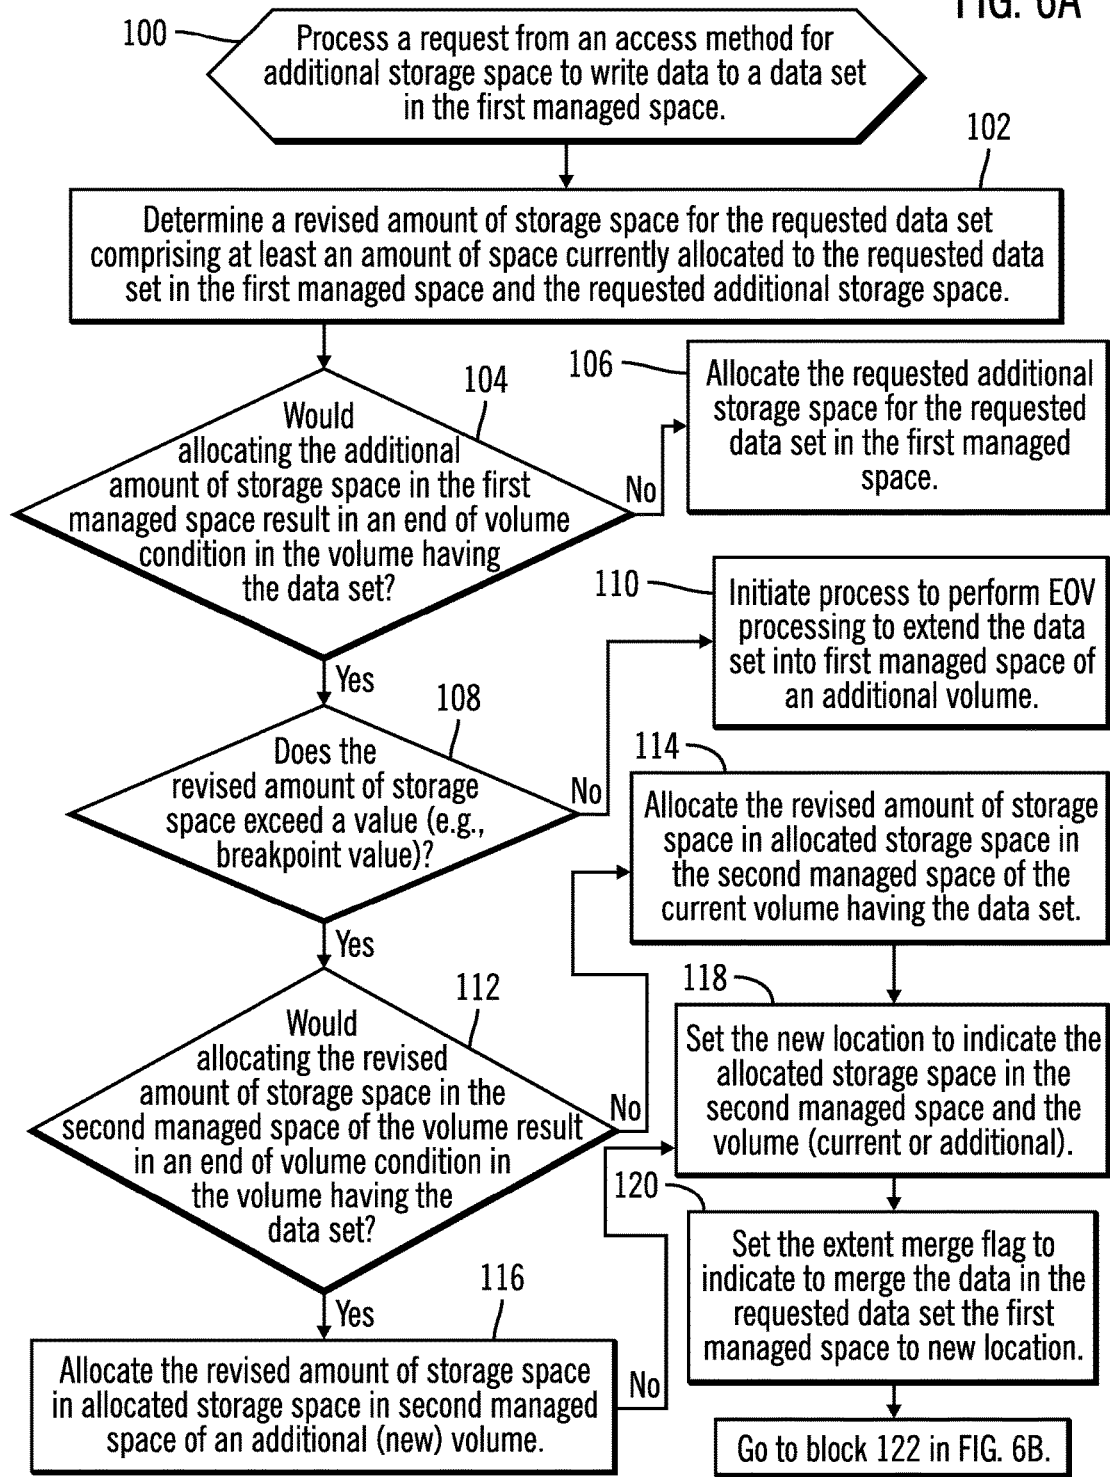 FIG. 6A
100
Process a request from an access method for
additional storage space to write data to a data set
in the first managed space.
102
Determine a revised amount of storage space for the requested data set
comprising at least an amount of space currently allocated to the requested data
set in the first managed space and the requested additional storage space.
104
Would
allocating the additional
amount of storage space in the first
managed space result in an end of volume
condition in the volume having
the data set?
No
106
Allocate the requested additional
storage space for the requested
data set in the first managed
space.
Yes
108
Does the
revised amount of storage
space exceed a value (e.g.,
breakpoint value)?
No
110
Initiate process to perform EOV
processing to extend the data
set into first managed space of
an additional volume.
Yes
112
Would
allocating the revised
amount of storage space in the
second managed space of the volume result
in an end of volume condition in
the volume having the
data set?
No
114
Allocate the revised amount of storage
space in allocated storage space in
the second managed space of the
current volume having the data set.
Yes
116
Allocate the revised amount of storage space
in allocated storage space in second managed
space of an additional (new) volume.
No
118
Set the new location to indicate the
allocated storage space in the
second managed space and the
volume (current or additional).
120
Set the extent merge flag to
indicate to merge the data in the
requested data set the first
managed space to new location.
Go to block 122 in FIG. 6B.